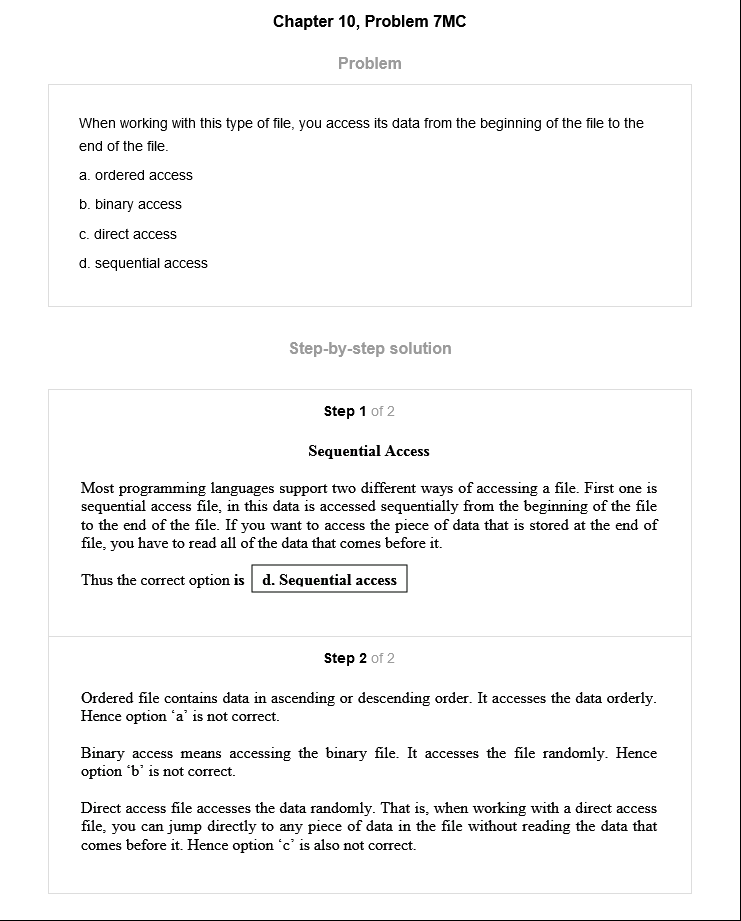 Chapter 10, Problem 7MC
Problem
When working with this type of file, you access its data from the beginning of the file to the
end of the file.
a. ordered access
b. binary access
c. direct access
d. sequential access
Step-by-step solution
Step 1 of 2
Sequential Access
Most programming languages support two different ways of accessing a file. First one is
sequential access file, in this data is accessed sequentially from the beginning of the file
to the end of the file. If you want to access the piece of data that is stored at the end of
file, you have to read all of the data that comes before it.
Thus the correct option is d. Sequential access
Step 2 of 2
Ordered file contains data in ascending or descending order. It accesses the data orderly.
Hence option ‘a’ is not correct.
Binary access means accessing the binary file. It accesses the file randomly. Hence
option ‘b’ is not correct.
Direct access file accesses the data randomly. That is, when working with a direct access
file, you can jump directly to any piece of data in the file without reading the data that
comes before it. Hence option ‘c’ is also not correct.